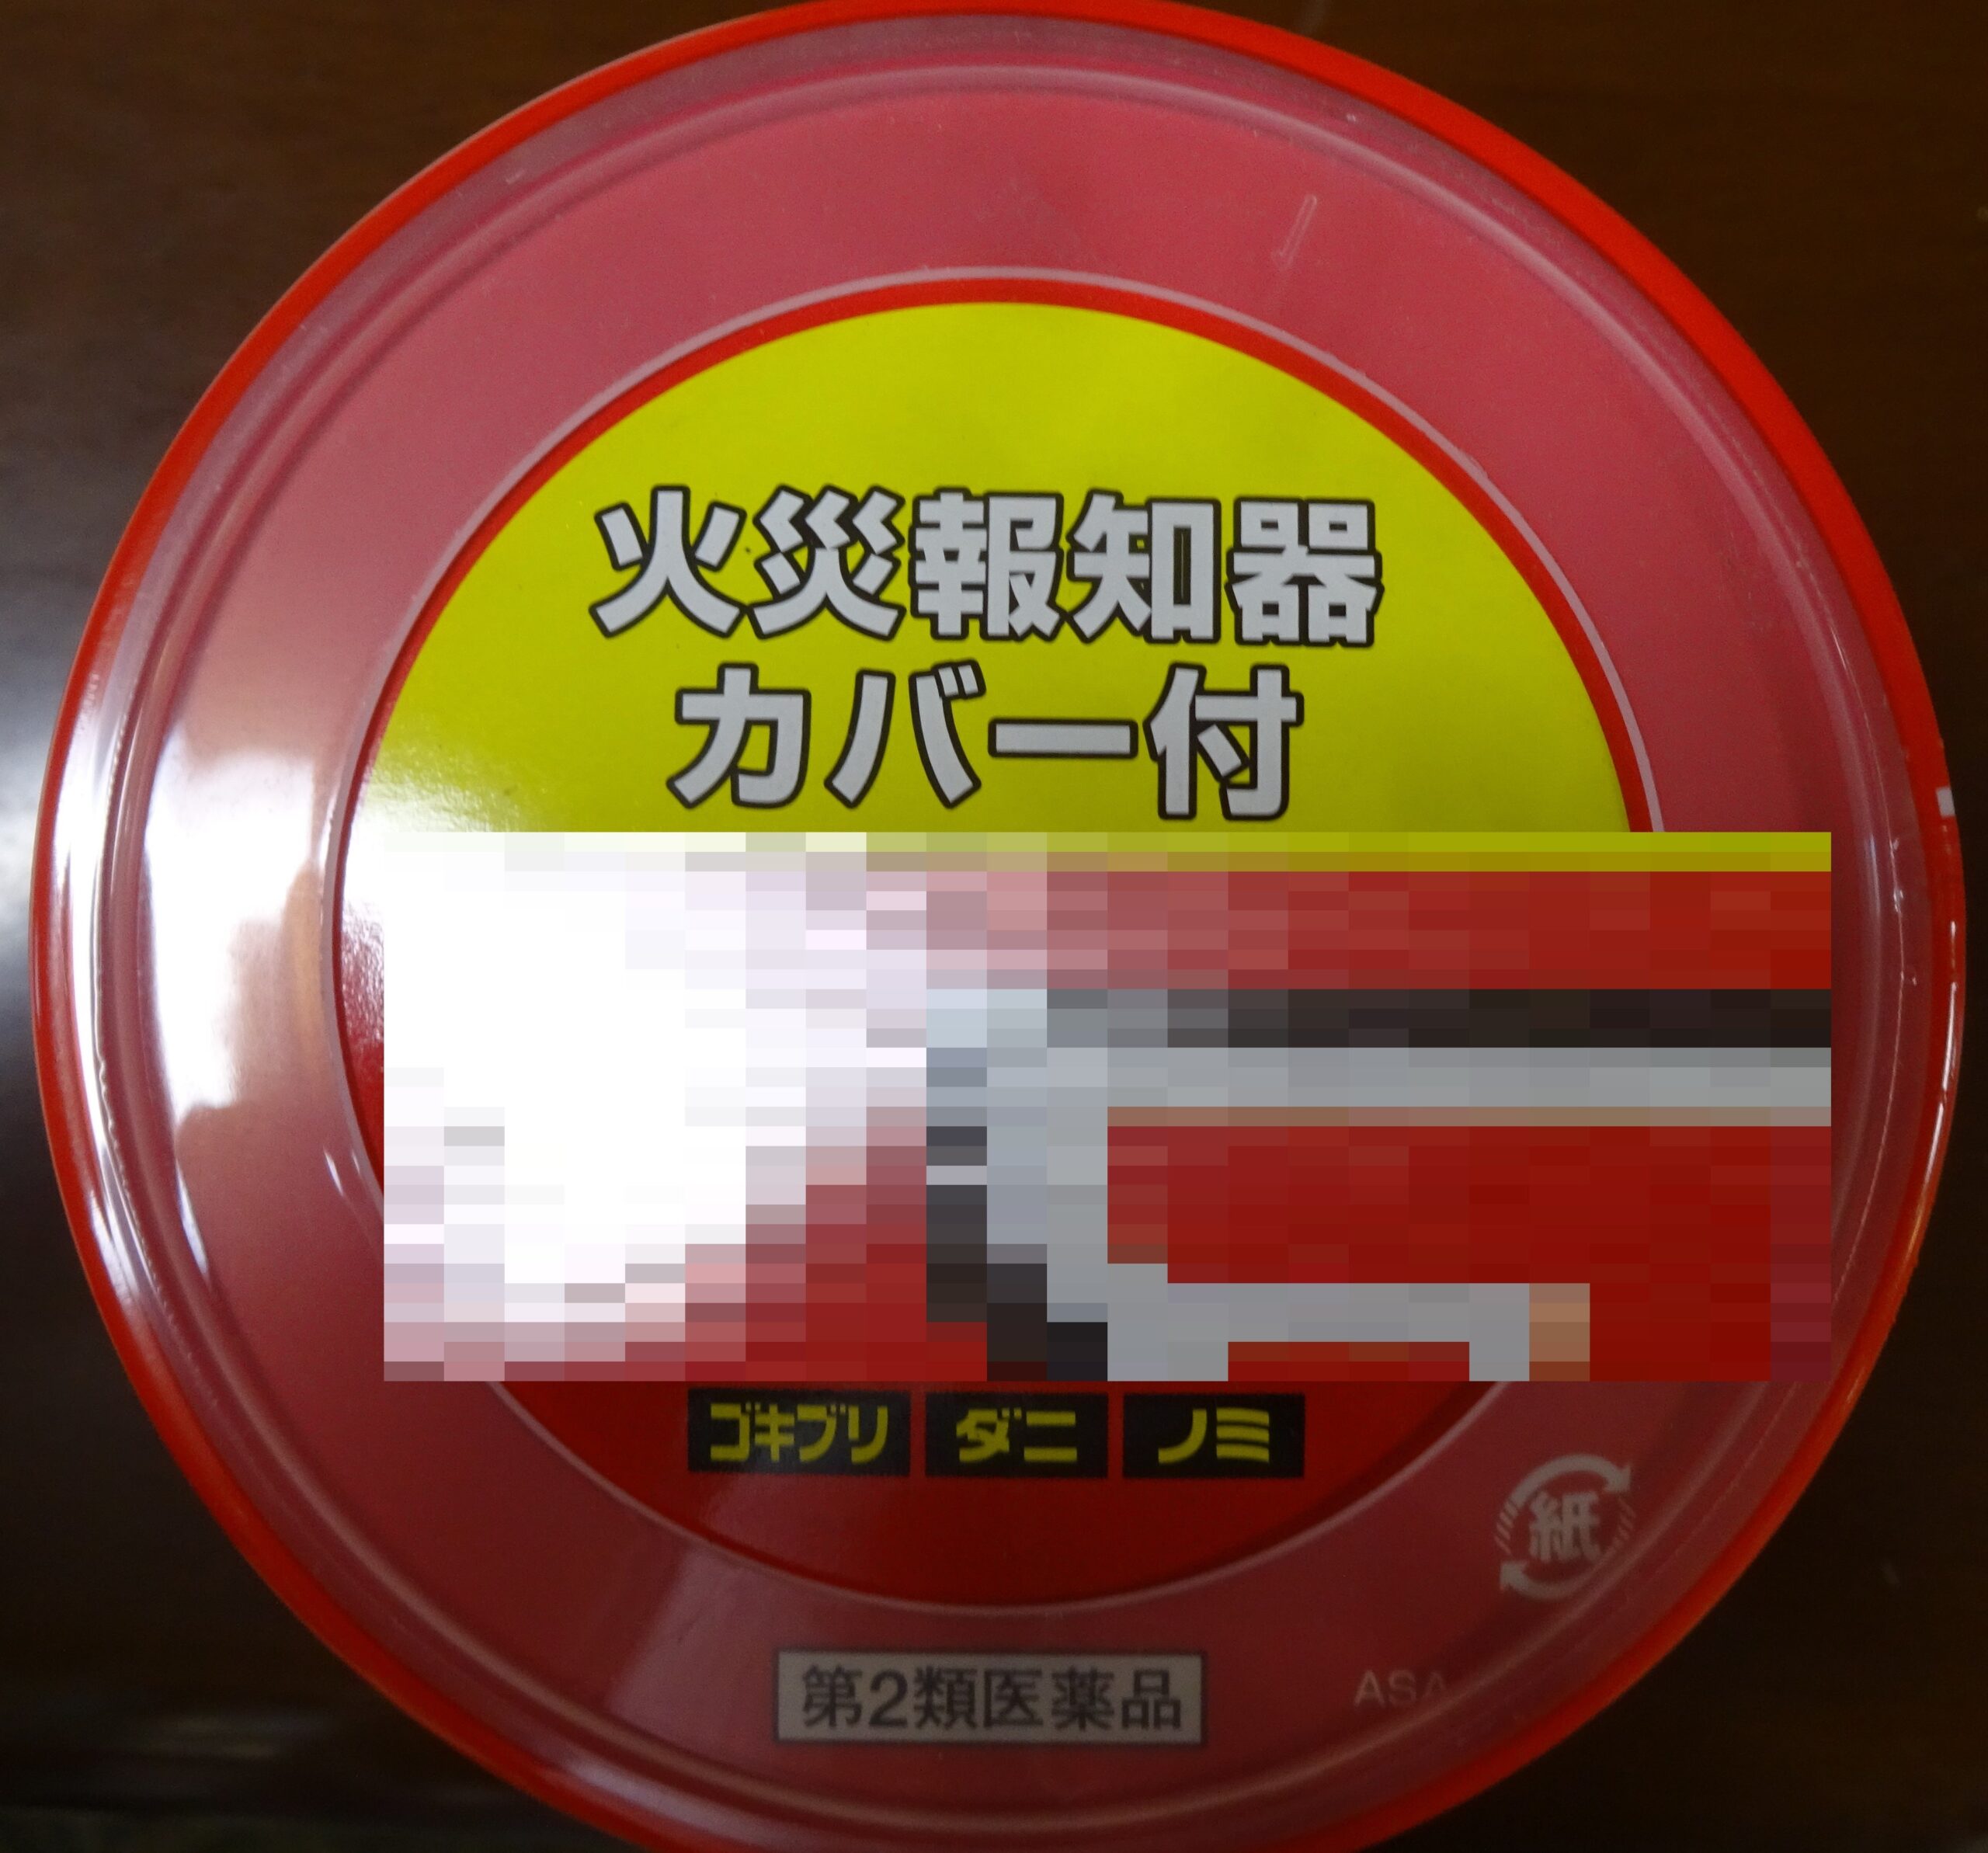 火災報知器
カバー付
ゴキブリ ダニ ノミ
紙
第2類医薬品
ASA